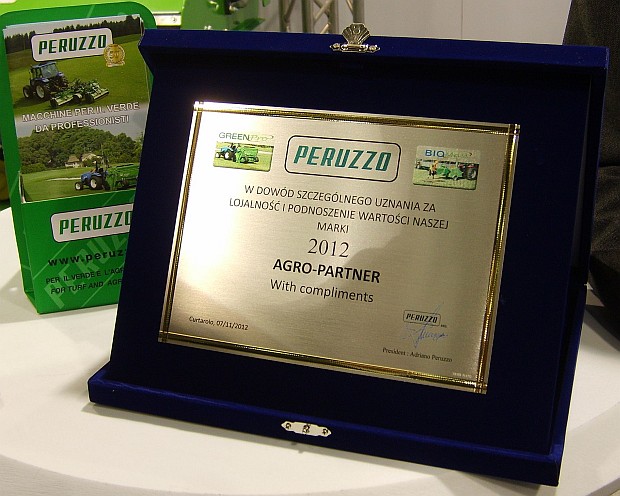 PERUZZO
MACCHINE PER IL VERDE
DA PROFESSIONISTI
PERUZZO
www.peruzz
PER IL VERDE E L'AG
FOR TURF AND AGR
GREEN
PERUZZO
BIO
W DOWÓD SZCZEGÓLNEGO UZNANIA ZA
LOJALNOŚĆ I PODNOSZENIE WARTOŚCI NASZEJ
MARKI
2012
AGRO-PARTNER
With compliments
Curtarolo, 07/11/2012
PERUZZO
President : Adriano Peruzzo